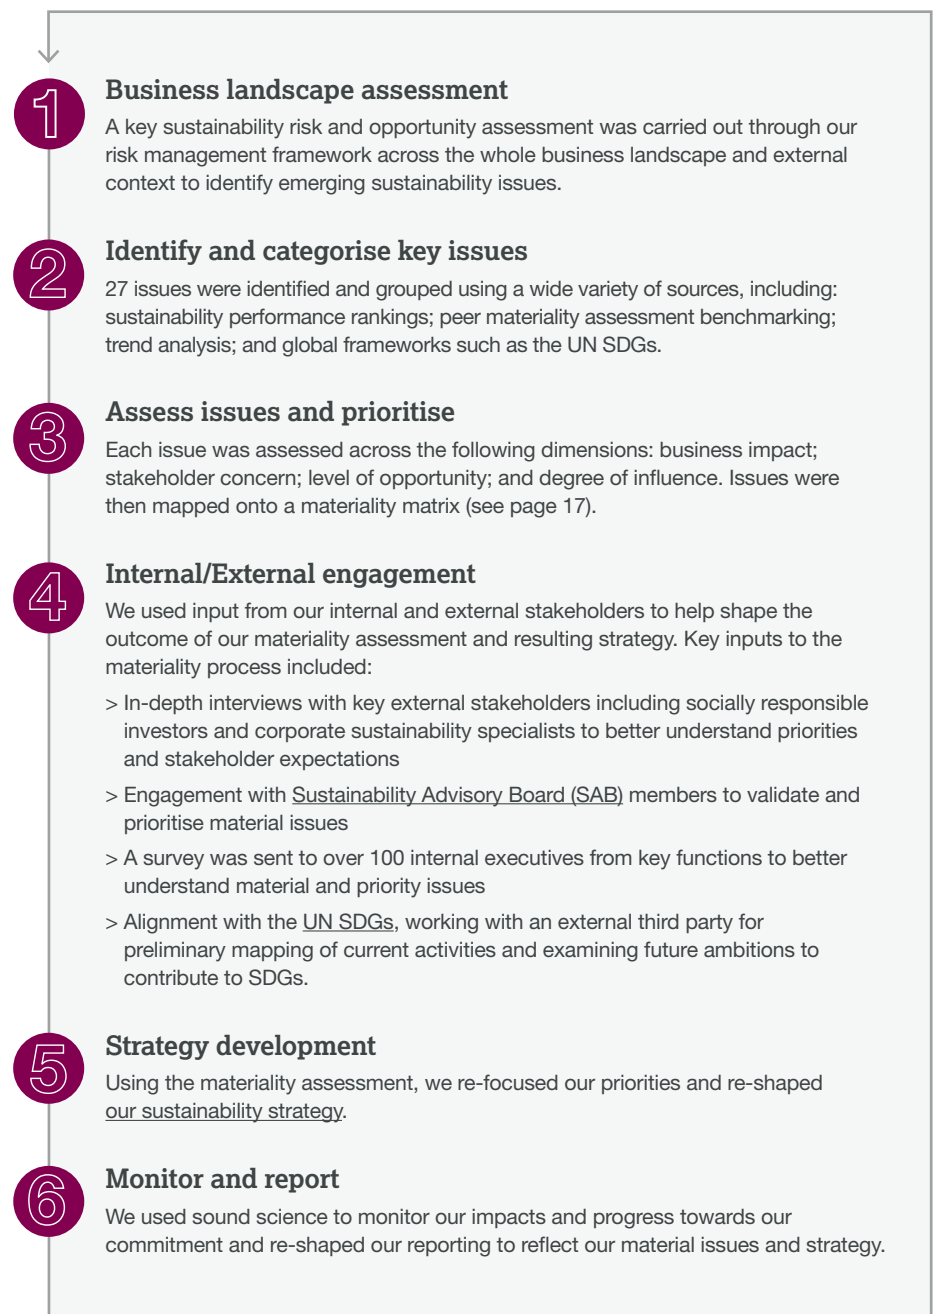 1
Business landscape assessment
A key sustainability risk and opportunity assessment was carried out through our
risk management framework across the whole business landscape and external
context to identify emerging sustainability issues.
2
Identify and categorise key issues
27 issues were identified and grouped using a wide variety of sources, including:
sustainability performance rankings; peer materiality assessment benchmarking;
trend analysis; and global frameworks such as the UN SDGs.
3
Assess issues and prioritise
Each issue was assessed across the following dimensions: business impact;
stakeholder concern; level of opportunity; and degree of influence. Issues were
then mapped onto a materiality matrix (see page 17).
4
Internal/External engagement
We used input from our internal and external stakeholders to help shape the
outcome of our materiality assessment and resulting strategy. Key inputs to the
materiality process included:
> In-depth interviews with key external stakeholders including socially responsible
investors and corporate sustainability specialists to better understand priorities
and stakeholder expectations
> Engagement with Sustainability Advisory Board (SAB) members to validate and
prioritise material issues
> A survey was sent to over 100 internal executives from key functions to better
understand material and priority issues
> Alignment with the UN SDGs, working with an external third party for
preliminary mapping of current activities and examining future ambitions to
contribute to SDGs.
5
Strategy development
Using the materiality assessment, we re-focused our priorities and re-shaped
our sustainability strategy.
6
Monitor and report
We used sound science to monitor our impacts and progress towards our
commitment and re-shaped our reporting to reflect our material issues and strategy.